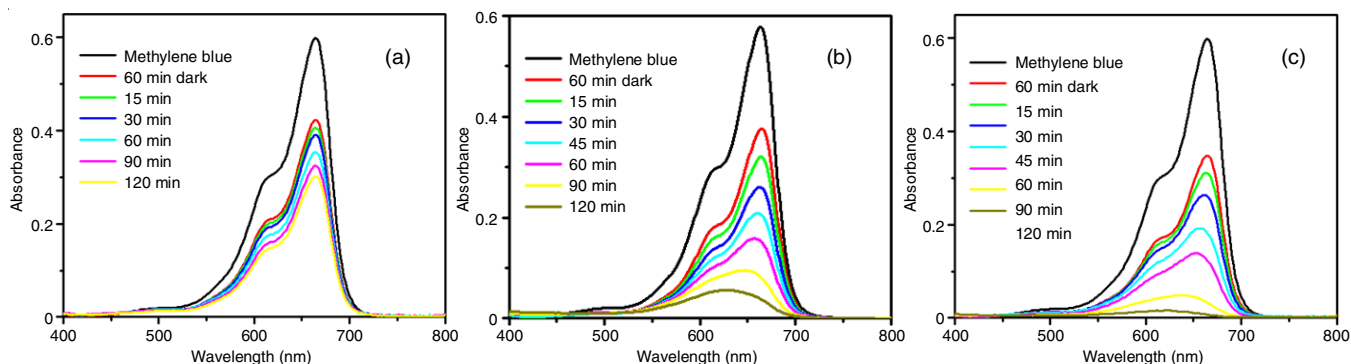 0.6
0.4
0.2
0
Absorbance
400 500 600 700 800
Wavelength (nm)
(a)
Methylene blue
60 min dark
15 min
30 min
60 min
90 min
120 min
0.6
0.4
0.2
0
Absorbance
400 500 600 700 800
Wavelength (nm)
(b)
Methylene blue
60 min dark
15 min
30 min
45 min
60 min
90 min
120 min
0.6
0.4
0.2
0
Absorbance
400 500 600 700 800
Wavelength (nm)
(c)
Methylene blue
60 min dark
15 min
30 min
45 min
60 min
90 min
120 min